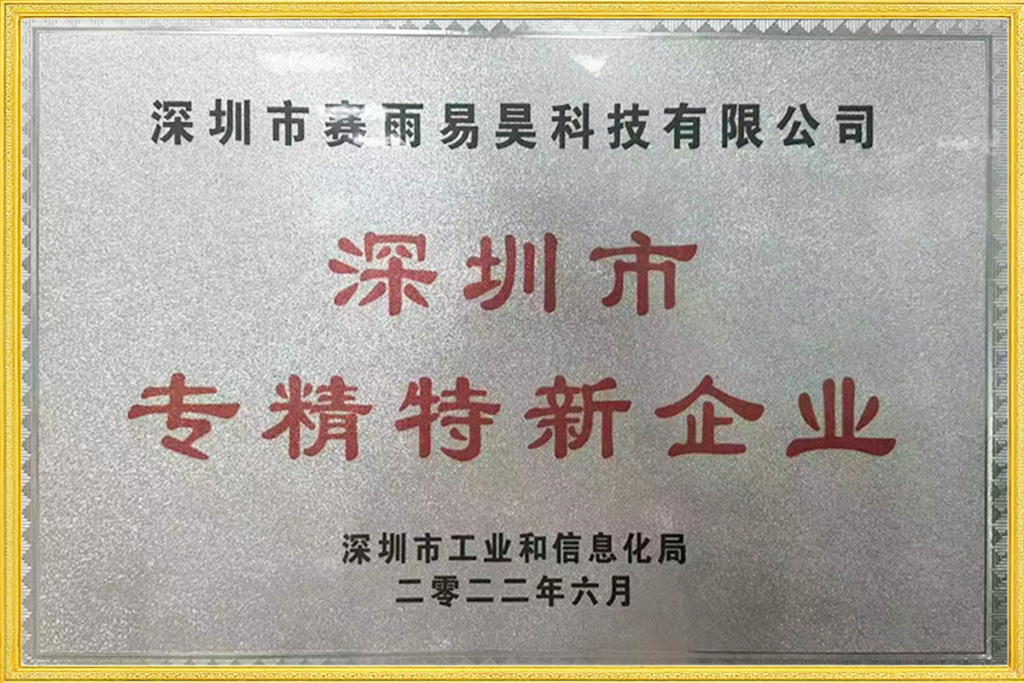 深圳市赛雨易昊科技有限公司
深圳市
专精特新企业
深圳市工业和信息化局
二零二二年六月